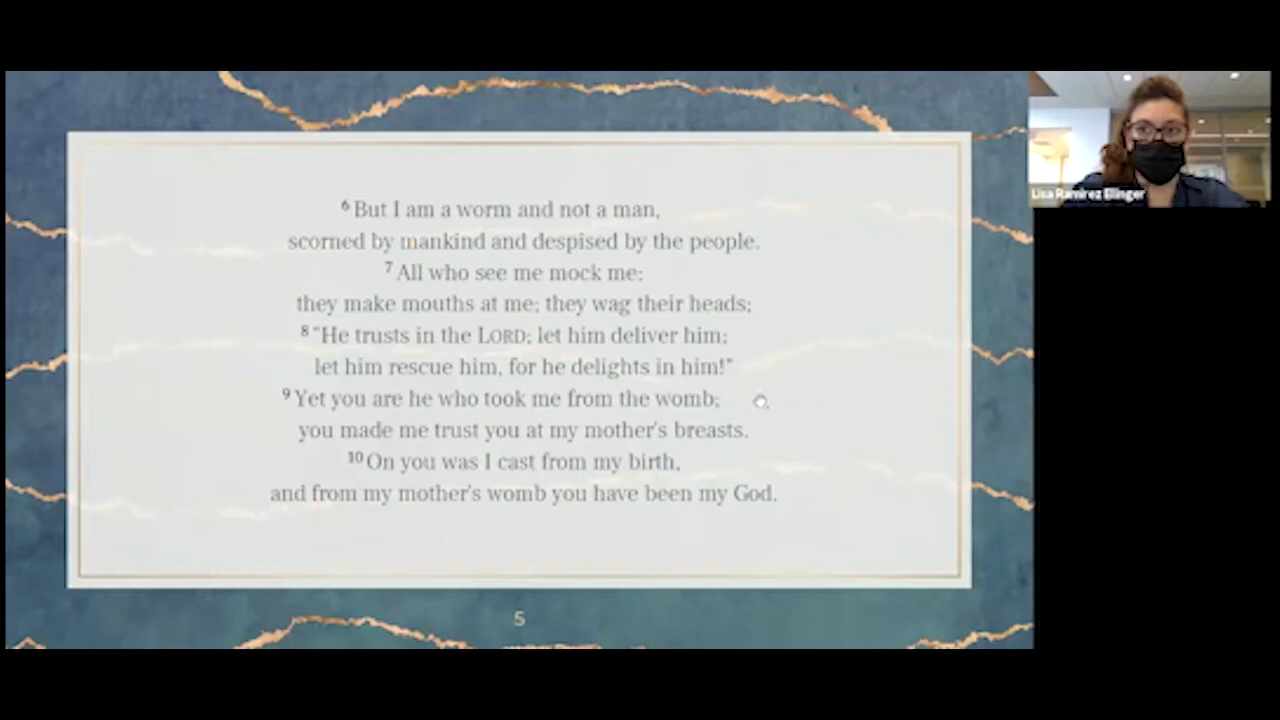 ⁶ But I am a worm and not a man,
scorned by mankind and despised by the people.
⁷ All who see me mock me;
they make mouths at me; they wag their heads;
⁸ "He trusts in the LORD; let him deliver him;
let him rescue him, for he delights in him!"
⁹ Yet you are he who took me from the womb;
you made me trust you at my mother's breasts.
¹⁰ On you was I cast from my birth,
and from my mother's womb you have been my God.
5
Lisa Ramirez Elinger